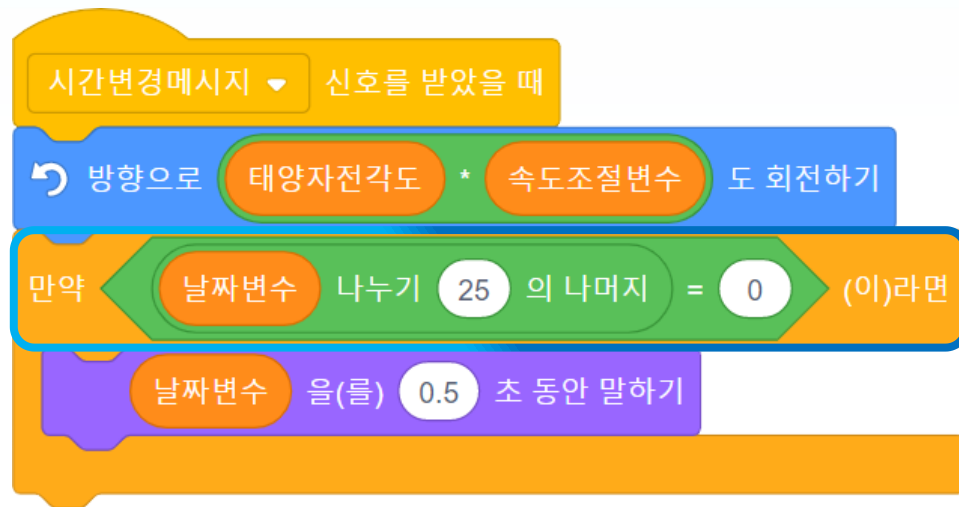 시간변경메시지 신호를 받았을 때
방향으로 태양자전각도 * 속도조절변수 도 회전하기
만약 날짜변수 나누기 25 의 나머지 = 0 (이)라면
날짜변수 을(를) 0.5 초 동안 말하기